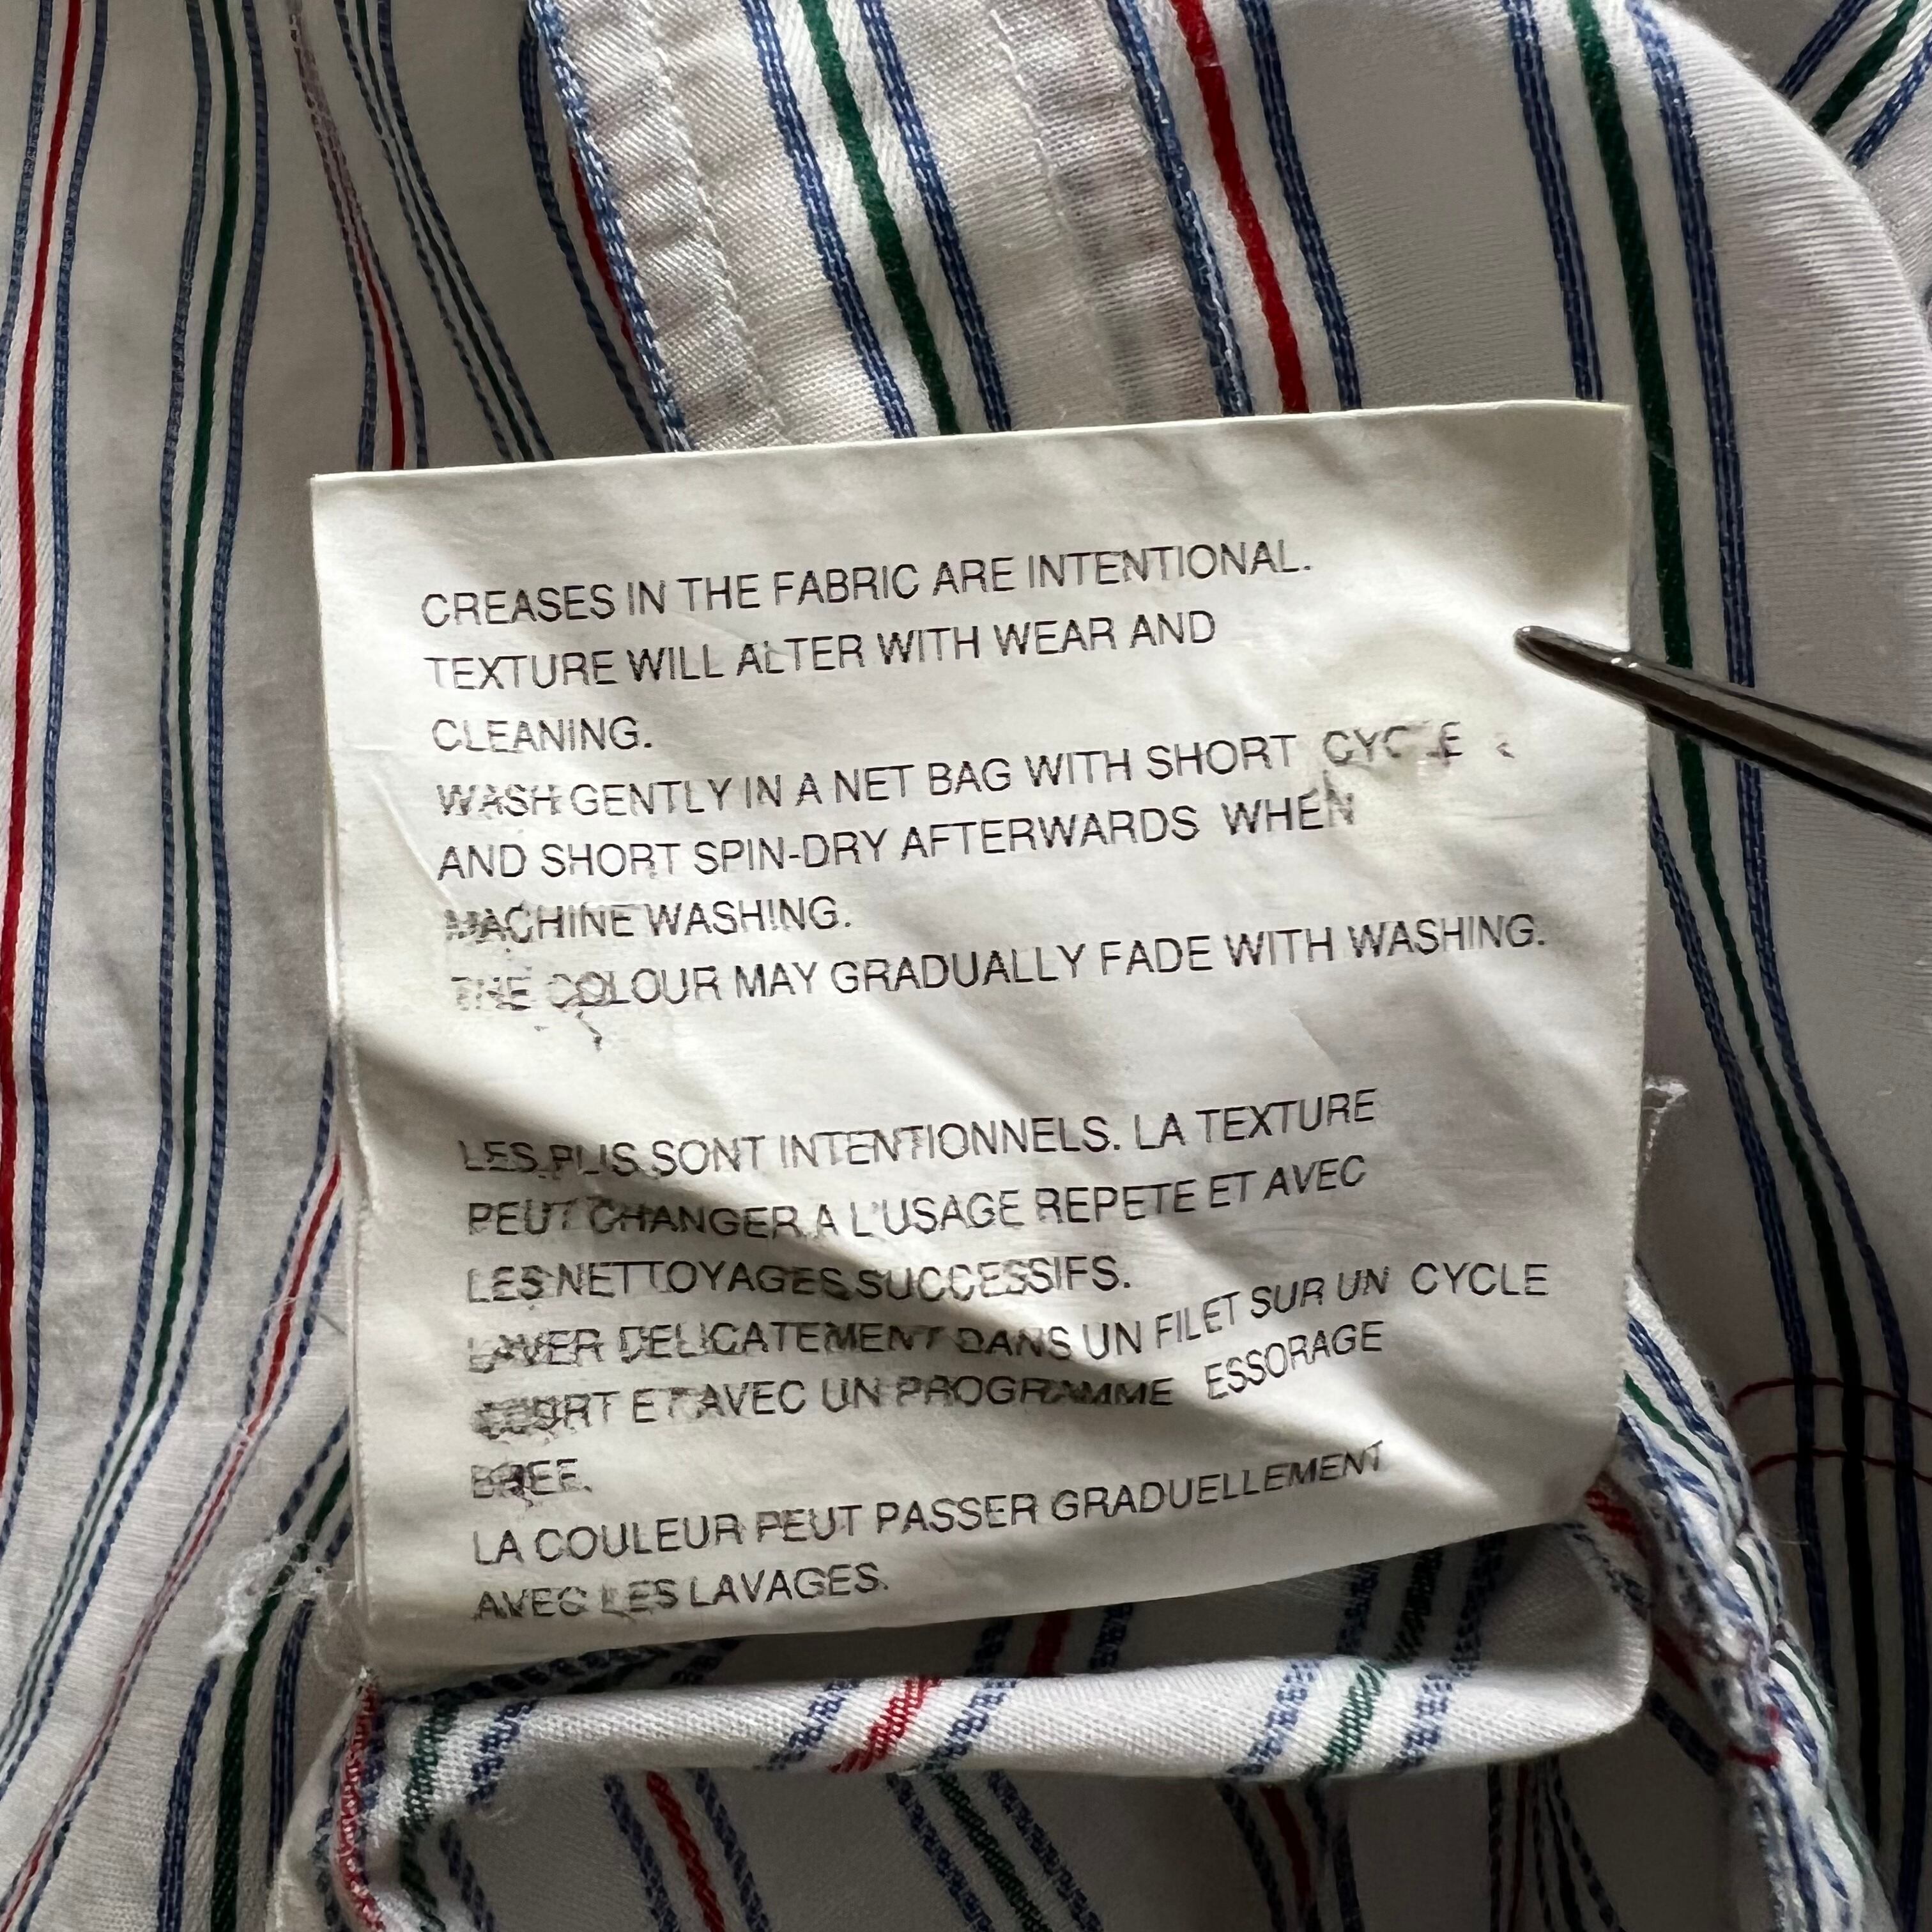 CREASES IN THE FABRIC ARE INTENTIONAL.
TEXTURE WILL ALTER WITH WEAR AND
CLEANING.
WASH GENTLY IN A NET BAG WITH SHORT CYCLE
AND SHORT SPIN-DRY AFTERWARDS WHEN
MACHINE WASHING.
THE COLOUR MAY GRADUALLY FADE WITH WASHING.
LES PLIS SONT INTENTIONNELS. LA TEXTURE
PEUT CHANGER A L'USAGE REPETE ET AVEC
LES NETTOYAGES SUCCESSIFS.
LAVER DELICATEMENT DANS UN FILET SUR UN CYCLE
COURT ET AVEC UN PROGRAMME ESSORAGE
BREF.
LA COULEUR PEUT PASSER GRADUELLEMENT
AVEC LES LAVAGES.